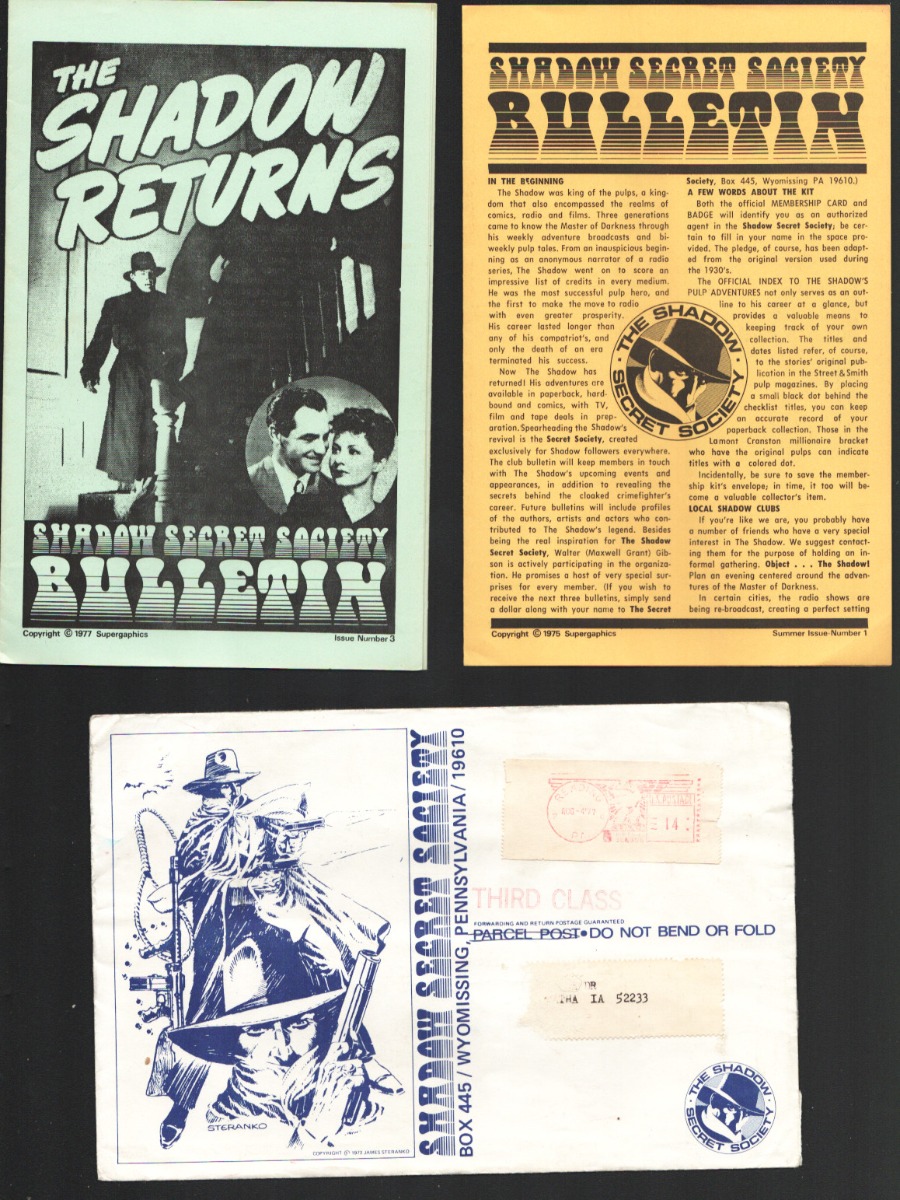 THE
SHADOW
RETURNS
SHADOW SECRET SOCIETY
BULLETIN
Copyright © 1977 Supergraphics
Issue Number 3
SHADOW SECRET SOCIETY
BULLETIN
IN THE BEGINNING
The Shadow was king of the pulps, a king-
dom that also encompassed the realms of
comics, radio and films. Three generations
came to know the Master of Darkness through
his weekly adventure broadcasts and bi-
weekly pulp tales. From an inauspicious begin-
ning as an anonymous narrator of a radio
series, The Shadow went on to score an
impressive list of credits in every medium.
He was the most successful pulp hero, and
the first to make the move to radio
with even greater prosperity.
His career lasted longer than
any of his compatriot's, and
only the death of an era
terminated his success.
Now The Shadow has
returned! His adventures are
available in paperback, hard-
bound and comics, with TV,
film and tape deals in prep-
aration. Spearheading the Shadow's
revival is the Secret Society, created
exclusively for Shadow followers everywhere.
The club bulletin will keep members in touch
with The Shadow's upcoming events and
appearances, in addition to revealing the
secrets behind the cloaked crimefighter's
career. Future bulletins will include profiles
of the authors, artists and actors who con-
tributed to The Shadow's legend. Besides
being the real inspiration for The Shadow
Secret Society, Walter (Maxwell Grant) Gib-
son is actively participating in the organiza-
tion. He promises a host of very special sur-
prises for every member. (If you wish to
receive the next three bulletins, simply send
a dollar along with your name to The Secret
Society, Box 445, Wyomissing PA 19610.)
A FEW WORDS ABOUT THE KIT
Both the official MEMBERSHIP CARD and
BADGE will identify you as an authorized
agent in the Shadow Secret Society; be cer-
tain to fill in your name in the space pro-
vided. The pledge, of course, has been adapt-
ed from the original version used during
the 1930's.
The OFFICIAL INDEX TO THE SHADOW'S
PULP ADVENTURES not only serves as an out-
line to his career at a glance, but
provides a valuable means to
keeping track of your own
collection. The titles and
dates listed refer, of course,
to the stories' original pub-
lication in the Street & Smith
pulp magazines. By placing
a small black dot behind the
checklist titles, you can keep
an accurate record of your
paperback collection. Those in the
Lamont Cranston millionaire bracket
who have the original pulps can indicate
titles with a colored dot.
Incidentally, be sure to save the member-
ship kit's envelope; in time, it too will be-
come a valuable collector's item.
LOCAL SHADOW CLUBS
If you're like we are, you probably have
a number of friends who have a very special
interest in The Shadow. We suggest contact-
ing them for the purpose of holding an in-
formal gathering. Object . . . The Shadow!
Plan an evening centered around the adven-
tures of the Master of Darkness.
In certain cities, the radio shows are
being re-broadcast, creating a perfect setting
THE SHADOW
SECRET SOCIETY
Copyright © 1975 Supergraphics
Summer Issue-Number 1
STERANKO
COPYRIGHT © 1973 JAMES STERANKO
SHADOW SECRET SOCIETY
BOX 445 / WYOMISSING, PENNSYLVANIA / 19610
READING
PA
14
THIRD CLASS
FORWARDING AND RETURN POSTAGE GUARANTEED
PARCEL POST • DO NOT BEND OR FOLD
DR
IA 52233
THE SHADOW
SECRET SOCIETY